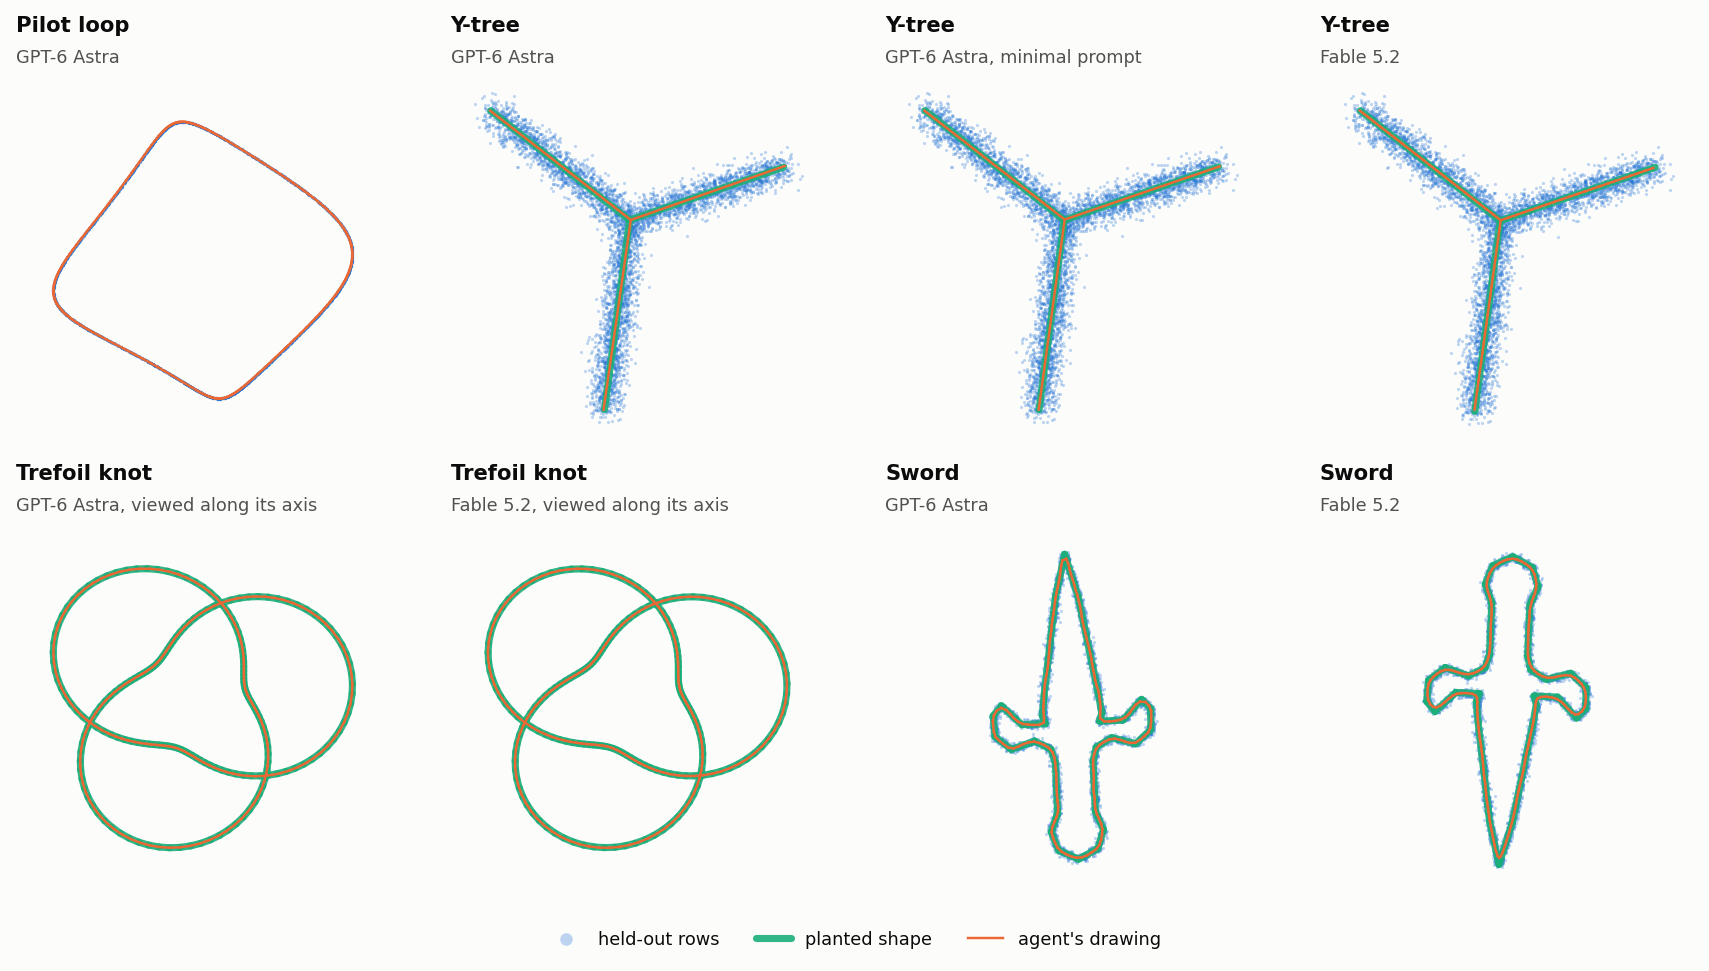 Pilot loop
GPT-6 Astra
Y-tree
GPT-6 Astra
Y-tree
GPT-6 Astra, minimal prompt
Y-tree
Fable 5.2
Trefoil knot
GPT-6 Astra, viewed along its axis
Trefoil knot
Fable 5.2, viewed along its axis
Sword
GPT-6 Astra
Sword
Fable 5.2
held-out rows
planted shape
agent's drawing